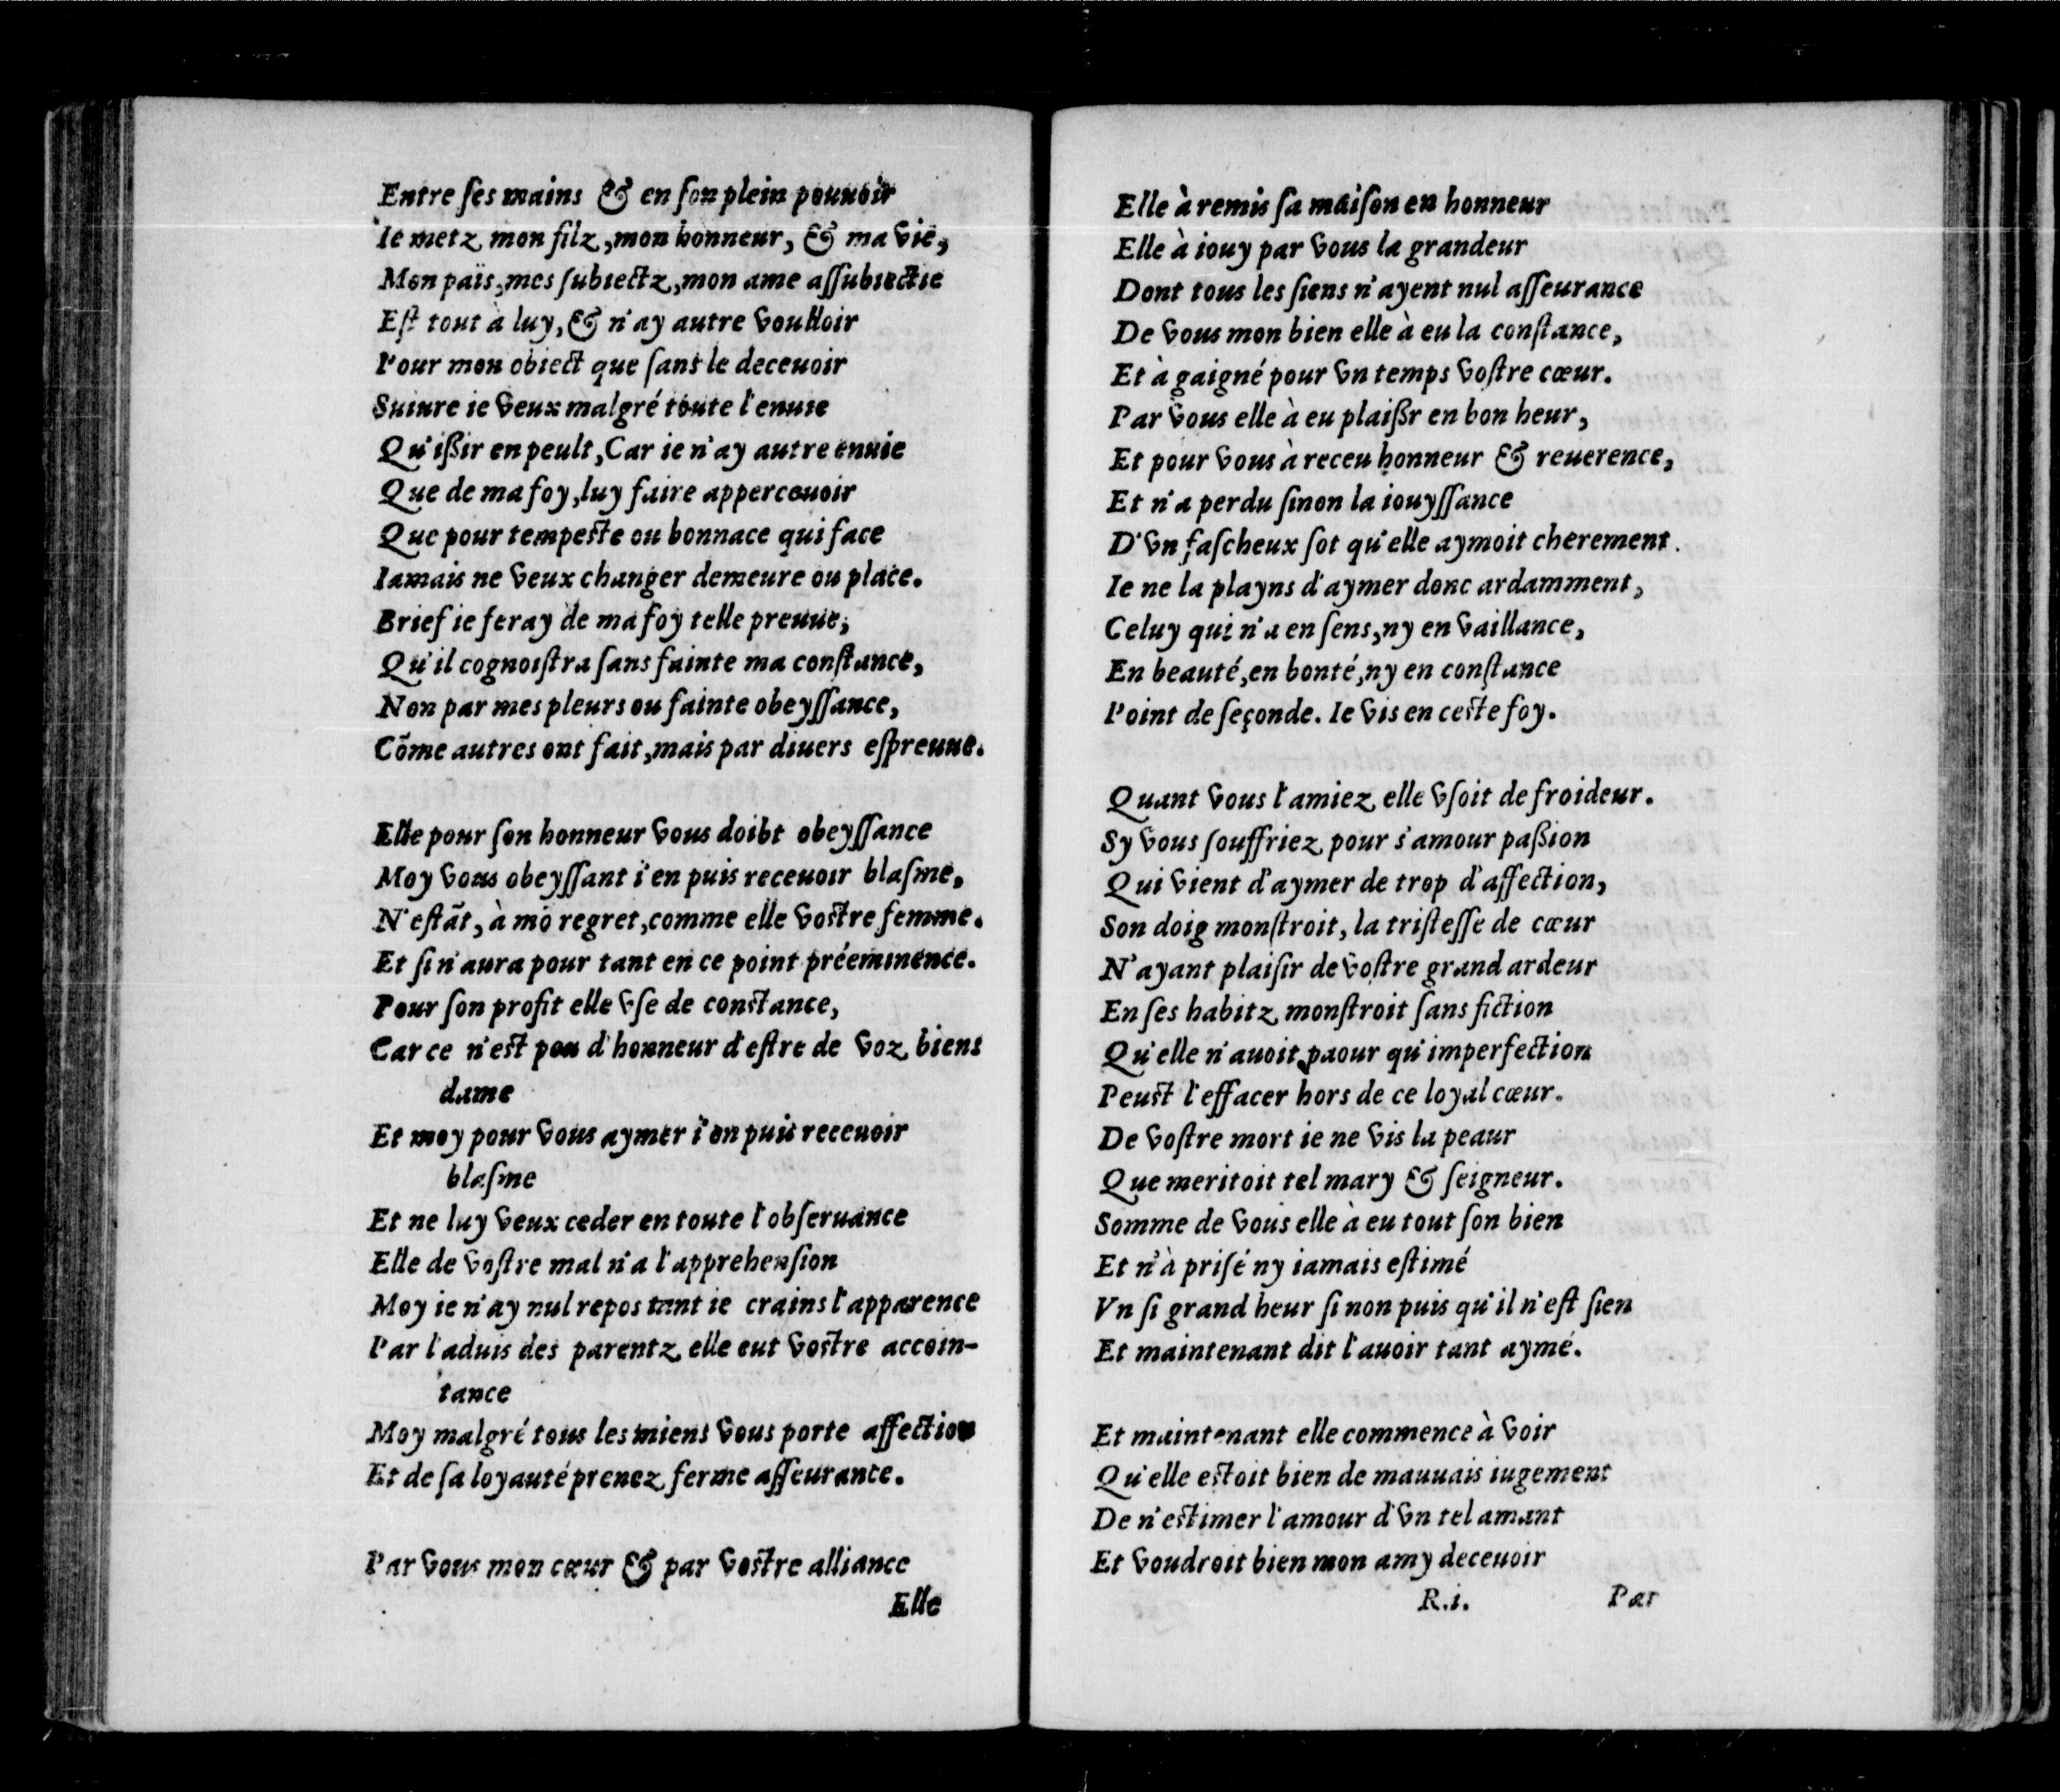 Entre ſes mains & en ſon plein pouuoir
Ie metz mon filz, mon honneur, & ma vie,
Mon païs, mes ſubiectz, mon ame aſſubiectie
Eſt tout à luy, & n'ay autre voulloir
Pour mon obiect que ſans le deceuoir
Suiure ie veux malgré toute l'enuie
Qu'iſſir en peult, Car ie n'ay autre enuie
Que de ma foy, luy faire apperceuoir
Que pour tempeſte ou bonnace qui face
Iamais ne veux changer demeure ou place.
Brief ie feray de ma foy telle preuue,
Qu'il cognoiſtra ſans fainte ma conſtance,
Non par mes pleurs ou fainte obeyſſance,
Cõme autres ont fait, mais par diuers eſpreuue.
Elle pour ſon honneur vous doibt obeyſſance
Moy vous obeyſſant i'en puis receuoir blaſme,
N'eſtãt, à mõ regret, comme elle voſtre femme.
Et ſi n'aura pour tant en ce point préeminence.
Pour ſon profit elle vſe de conſtance,
Car ce n'eſt peu d'honneur d'eſtre de voz biens
dame
Et moy pour vous aymer i'en puis receuoir
blaſme
Et ne luy veux ceder en toute l'obſeruance
Elle de voſtre mal n'a l'apprehenſion
Moy ie n'ay nul repos tant ie crains l'apparence
Par l'aduis des parentz elle eut voſtre accoin-
tance
Moy malgré tous les miens vous porte affection
Et de ſa loyauté prenez ferme aſſeurance.
Par vous mon cœur & par voſtre alliance
Elle
Elle à remis ſa maiſon en honneur
Elle à iouy par vous la grandeur
Dont tous les ſiens n'ayent nul aſſeurance
De vous mon bien elle à eu la conſtance,
Et à gaigné pour vn temps voſtre cœur.
Par vous elle à eu plaiſſr en bon heur,
Et pour vous à receu honneur & reuerence,
Et n'a perdu ſinon la iouyſſance
D'vn faſcheux ſot qu'elle aymoit cherement.
Ie ne la playns d'aymer donc ardamment,
Celuy qui n'a en ſens, ny en vaillance,
En beauté, en bonté, ny en conſtance
Point de ſeçonde. Ie vis en ceſte foy.
Quant vous l'amiez elle vſoit de froideur.
Sy vous ſouffriez pour s'amour paſſion
Qui vient d'aymer de trop d'affection,
Son doig monſtroit, la triſteſſe de cœur
N'ayant plaiſir de voſtre grand ardeur
En ſes habitz monſtroit ſans fiction
Qu'elle n'auoit paour qu'imperfection
Peuſt l'effacer hors de ce loyal cœur.
De voſtre mort ie ne vis la peaur
Que meritoit tel mary & ſeigneur.
Somme de vous elle à eu tout ſon bien
Et n'à priſé ny iamais eſtimé
Vn ſi grand heur ſi non puis qu'il n'eſt ſien
Et maintenant dit l'auoir tant aymé.
Et maintenant elle commence à voir
Qu'elle eſtoit bien de mauuais iugement
De n'eſtimer l'amour d'vn tel amant
Et voudroit bien mon amy deceuoir
R.i. Par